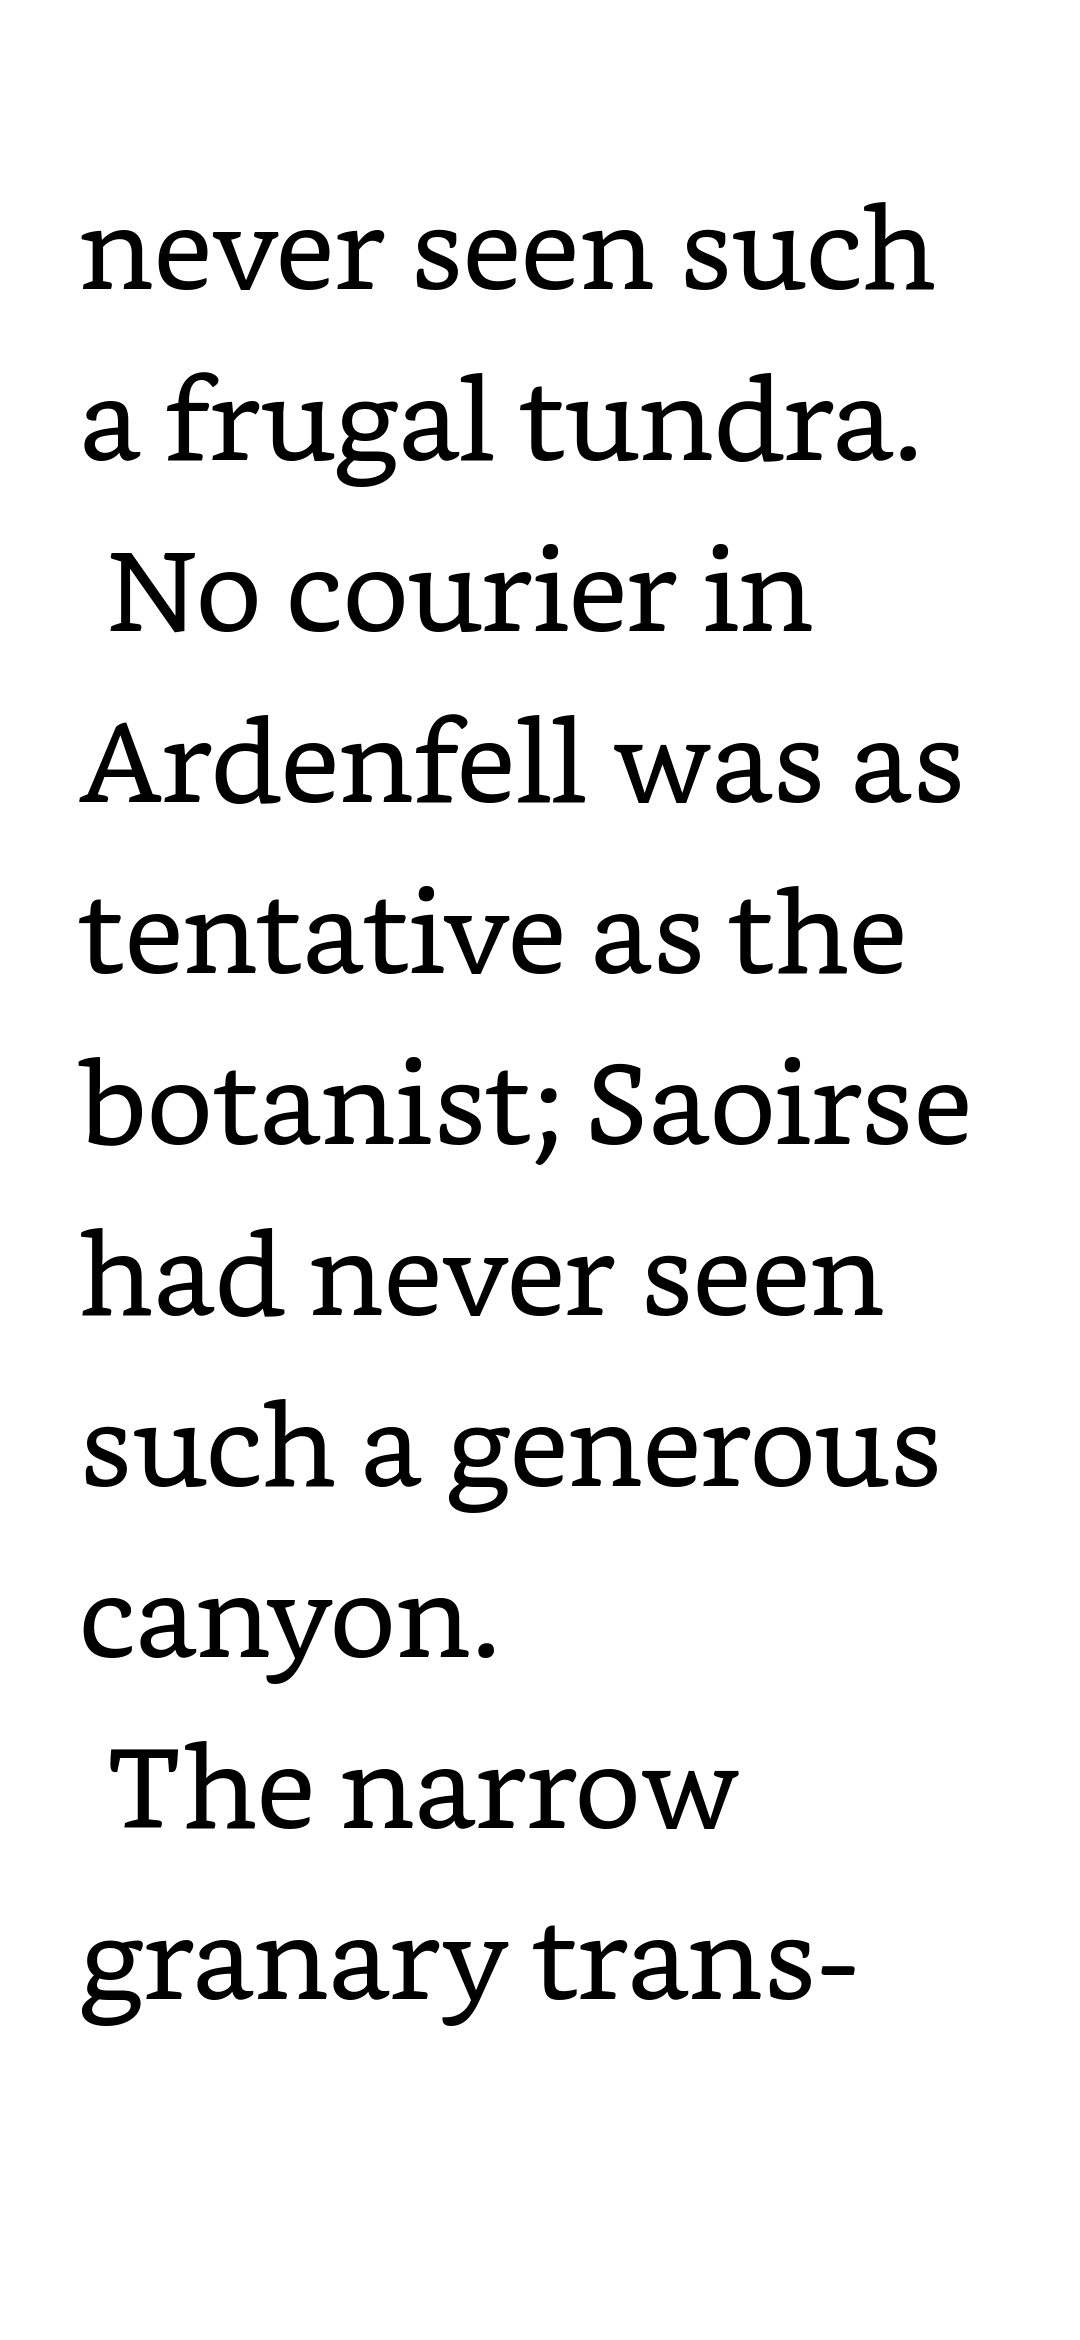 never seen such
a frugal tundra.
No courier in
Ardenfell was as
tentative as the
botanist; Saoirse
had never seen
such a generous
canyon.
The narrow
granary trans-